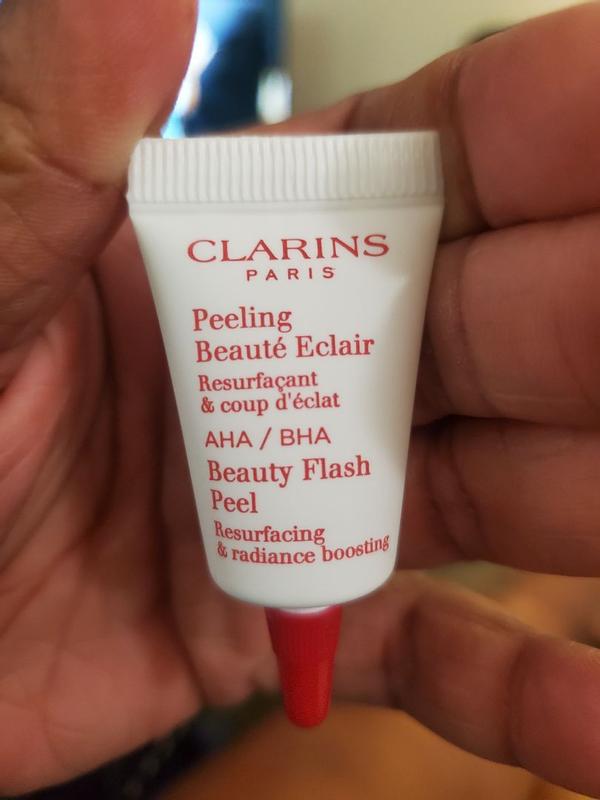 CLARINS
PARIS
Peeling
Beauté Eclair
Resurfaçant
& coup d'éclat
AHA / BHA
Beauty Flash
Peel
Resurfacing
& radiance boosting